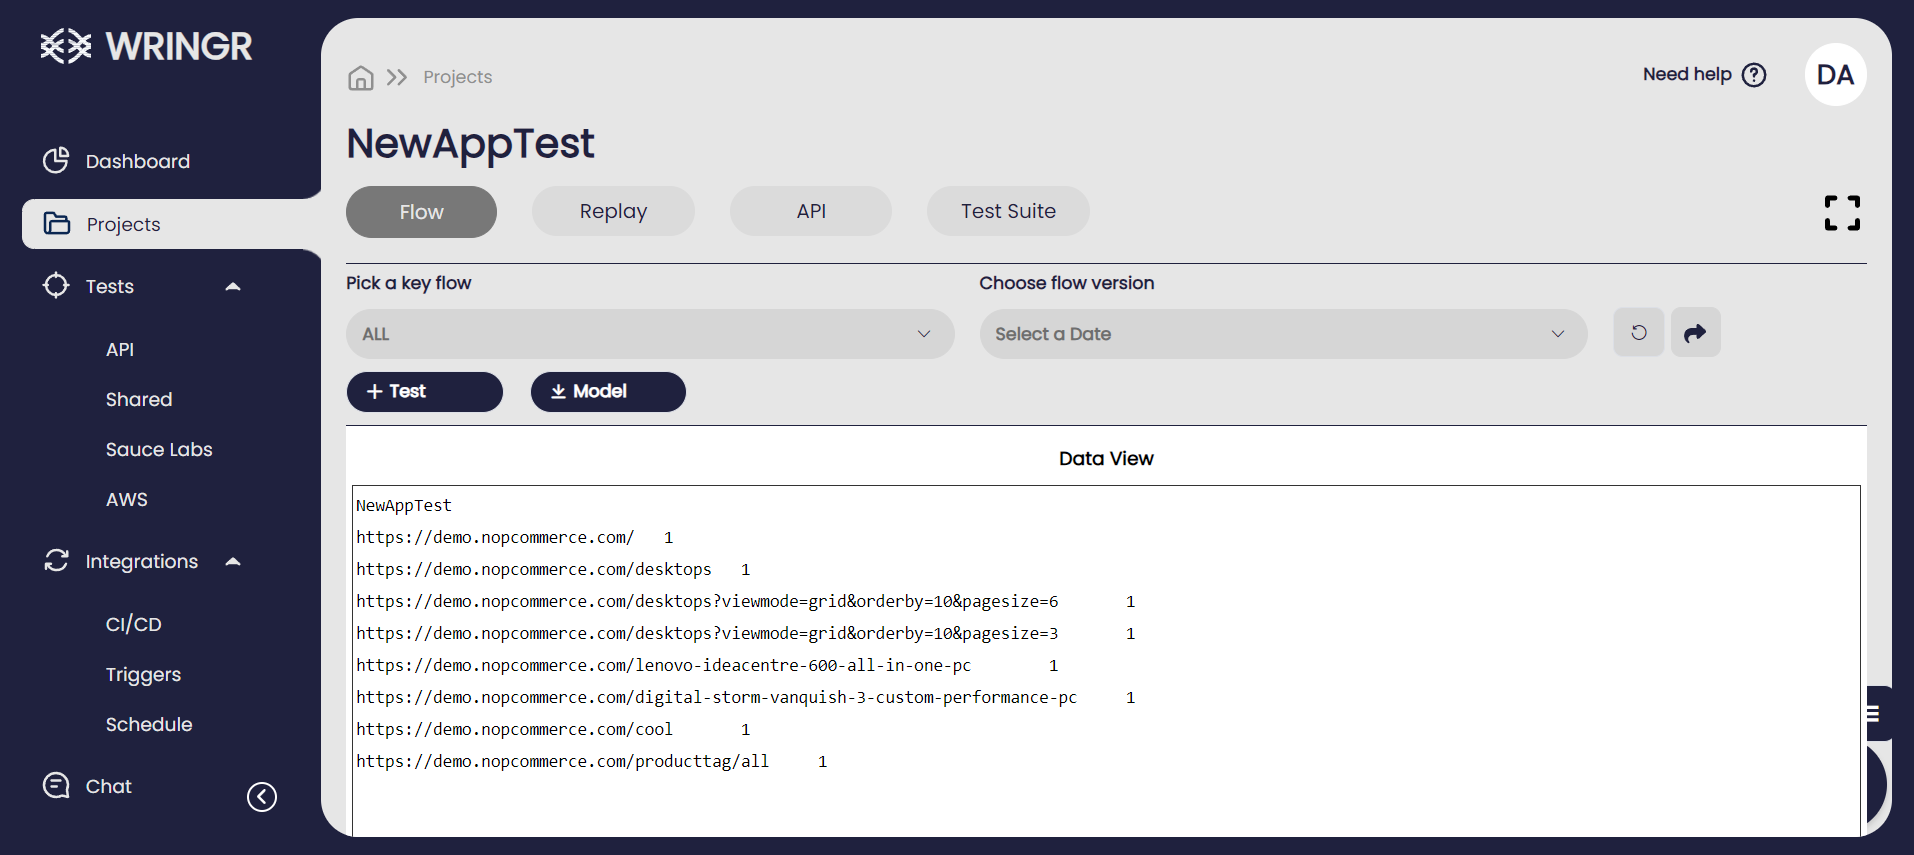 WRINGR
Dashboard
Projects
Tests
API
Shared
Sauce Labs
AWS
Integrations
CI/CD
Triggers
Schedule
Chat
Projects
Need help
DA
NewAppTest
Flow Replay API Test Suite
Pick a key flow Choose flow version
ALL Select a Date
Test Model
Data View
NewAppTest
https://demo.nopcommerce.com/ 1
https://demo.nopcommerce.com/desktops 1
https://demo.nopcommerce.com/desktops?viewmode=grid&orderby=10&pagesize=6 1
https://demo.nopcommerce.com/desktops?viewmode=grid&orderby=10&pagesize=3 1
https://demo.nopcommerce.com/lenovo-ideacentre-600-all-in-one-pc 1
https://demo.nopcommerce.com/digital-storm-vanquish-3-custom-performance-pc 1
https://demo.nopcommerce.com/cool 1
https://demo.nopcommerce.com/producttag/all 1